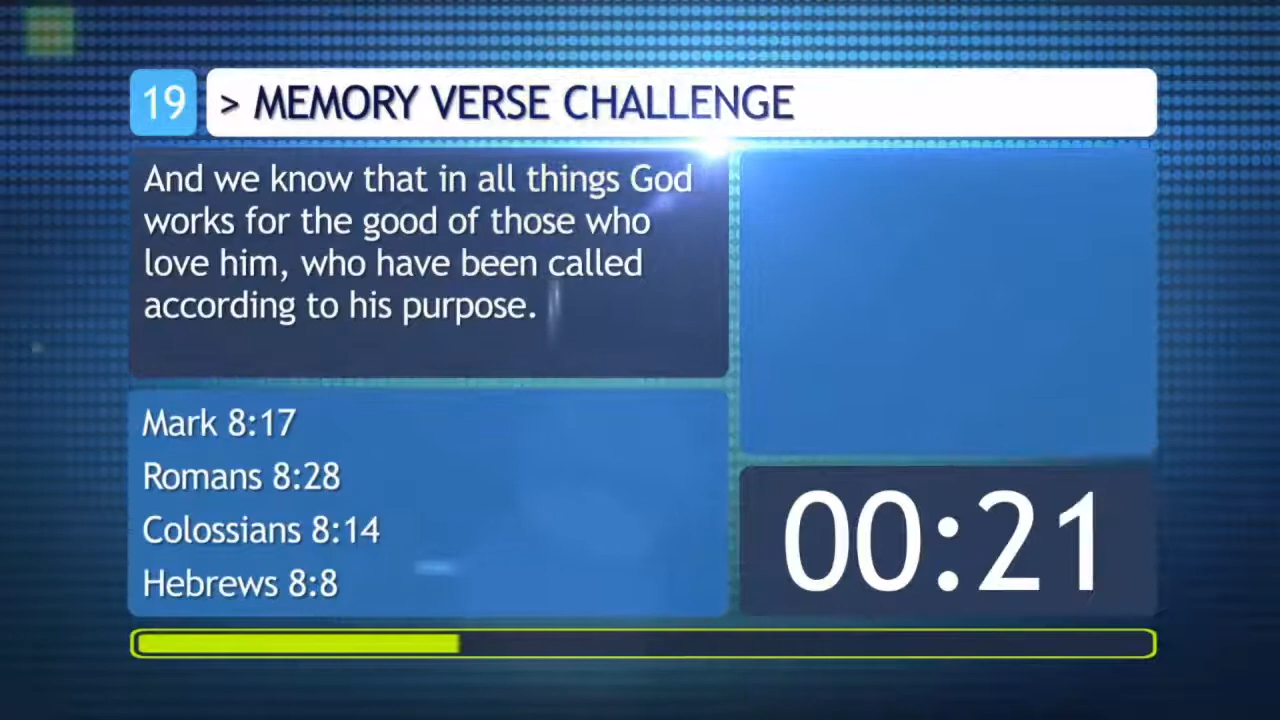 19 > MEMORY VERSE CHALLENGE
And we know that in all things God
works for the good of those who
love him, who have been called
according to his purpose.
Mark 8:17
Romans 8:28
Colossians 8:14
Hebrews 8:8
00:21